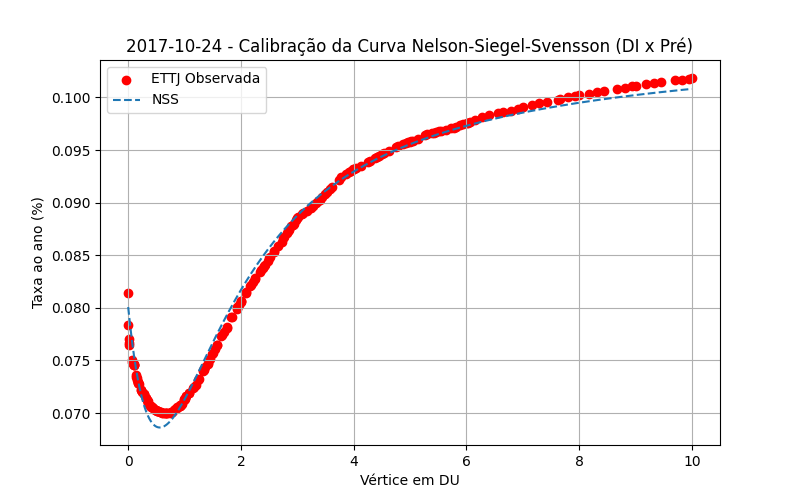 2017-10-24 - Calibração da Curva Nelson-Siegel-Svensson (DI x Pré)
ETTJ Observada
NSS
0.100
0.095
0.090
0.085
0.080
0.075
0.070
Taxa ao ano (%)
0 2 4 6 8 10
Vértice em DU